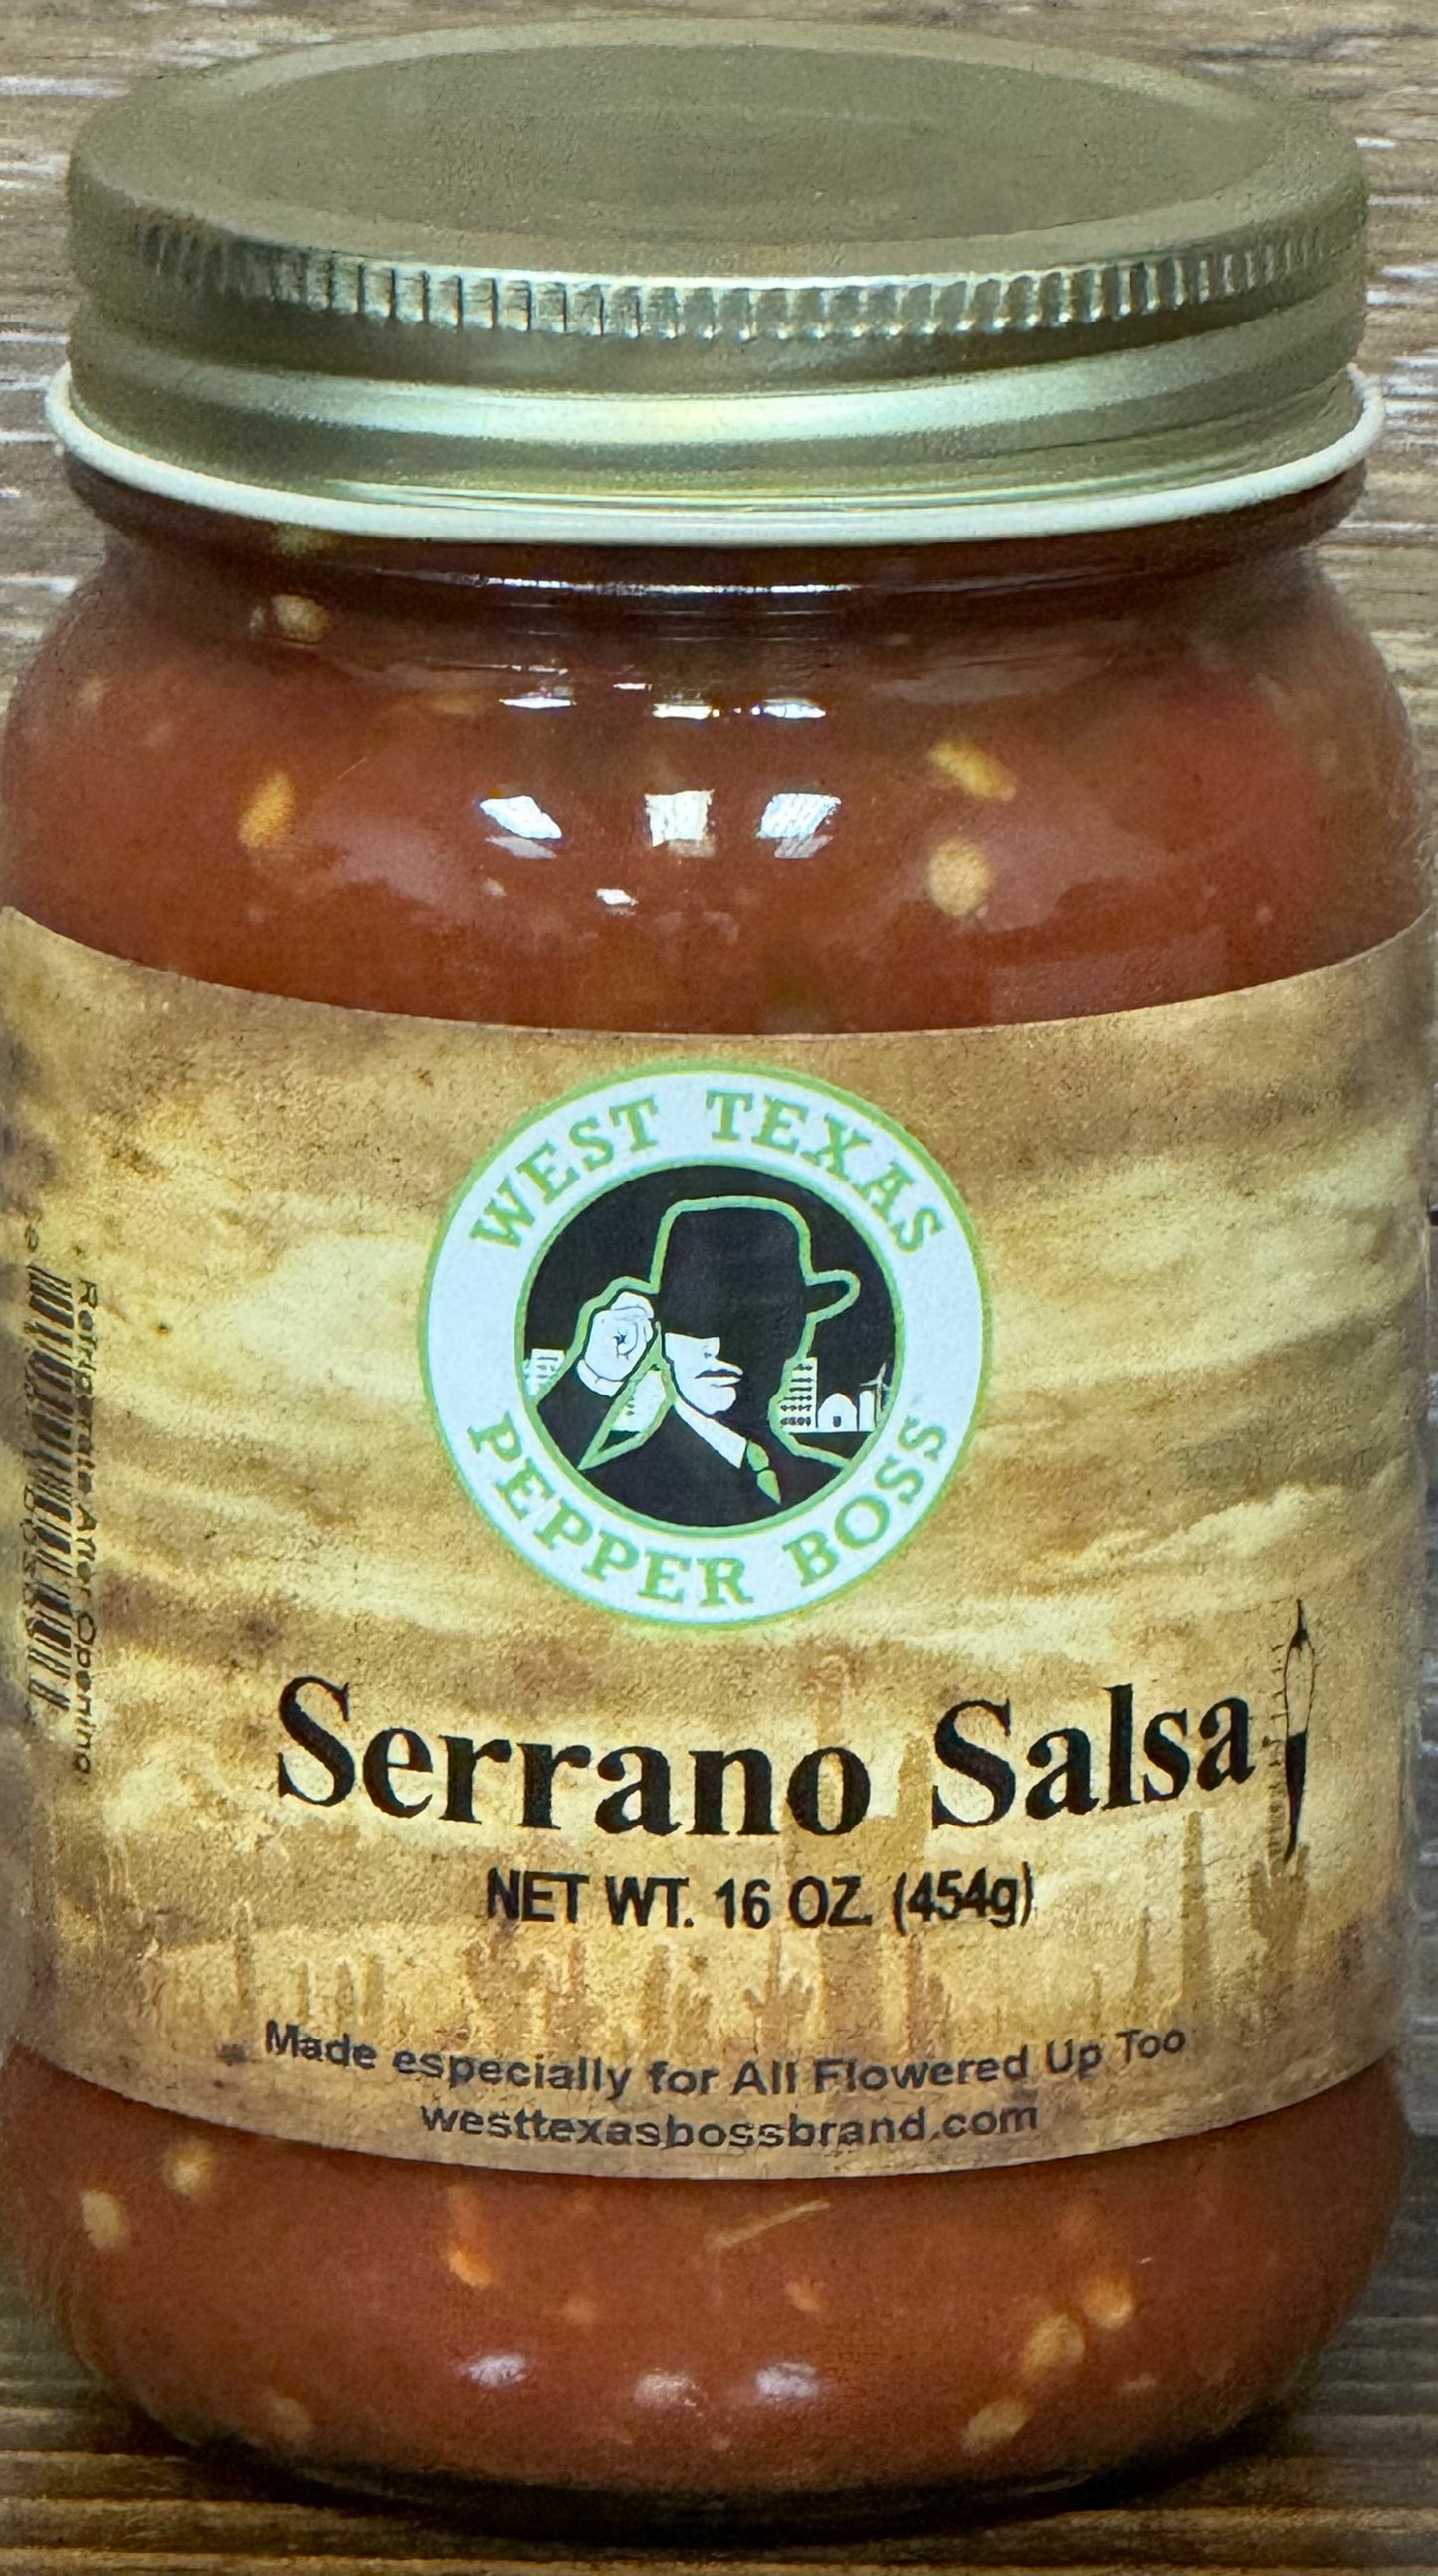 WEST TEXAS
PEPPER BOSS
Serrano Salsa
NET WT. 16 OZ. (454g)
Made especially for All Flowered Up Too
westtexasbossbrand.com
Refrigerate After Opening